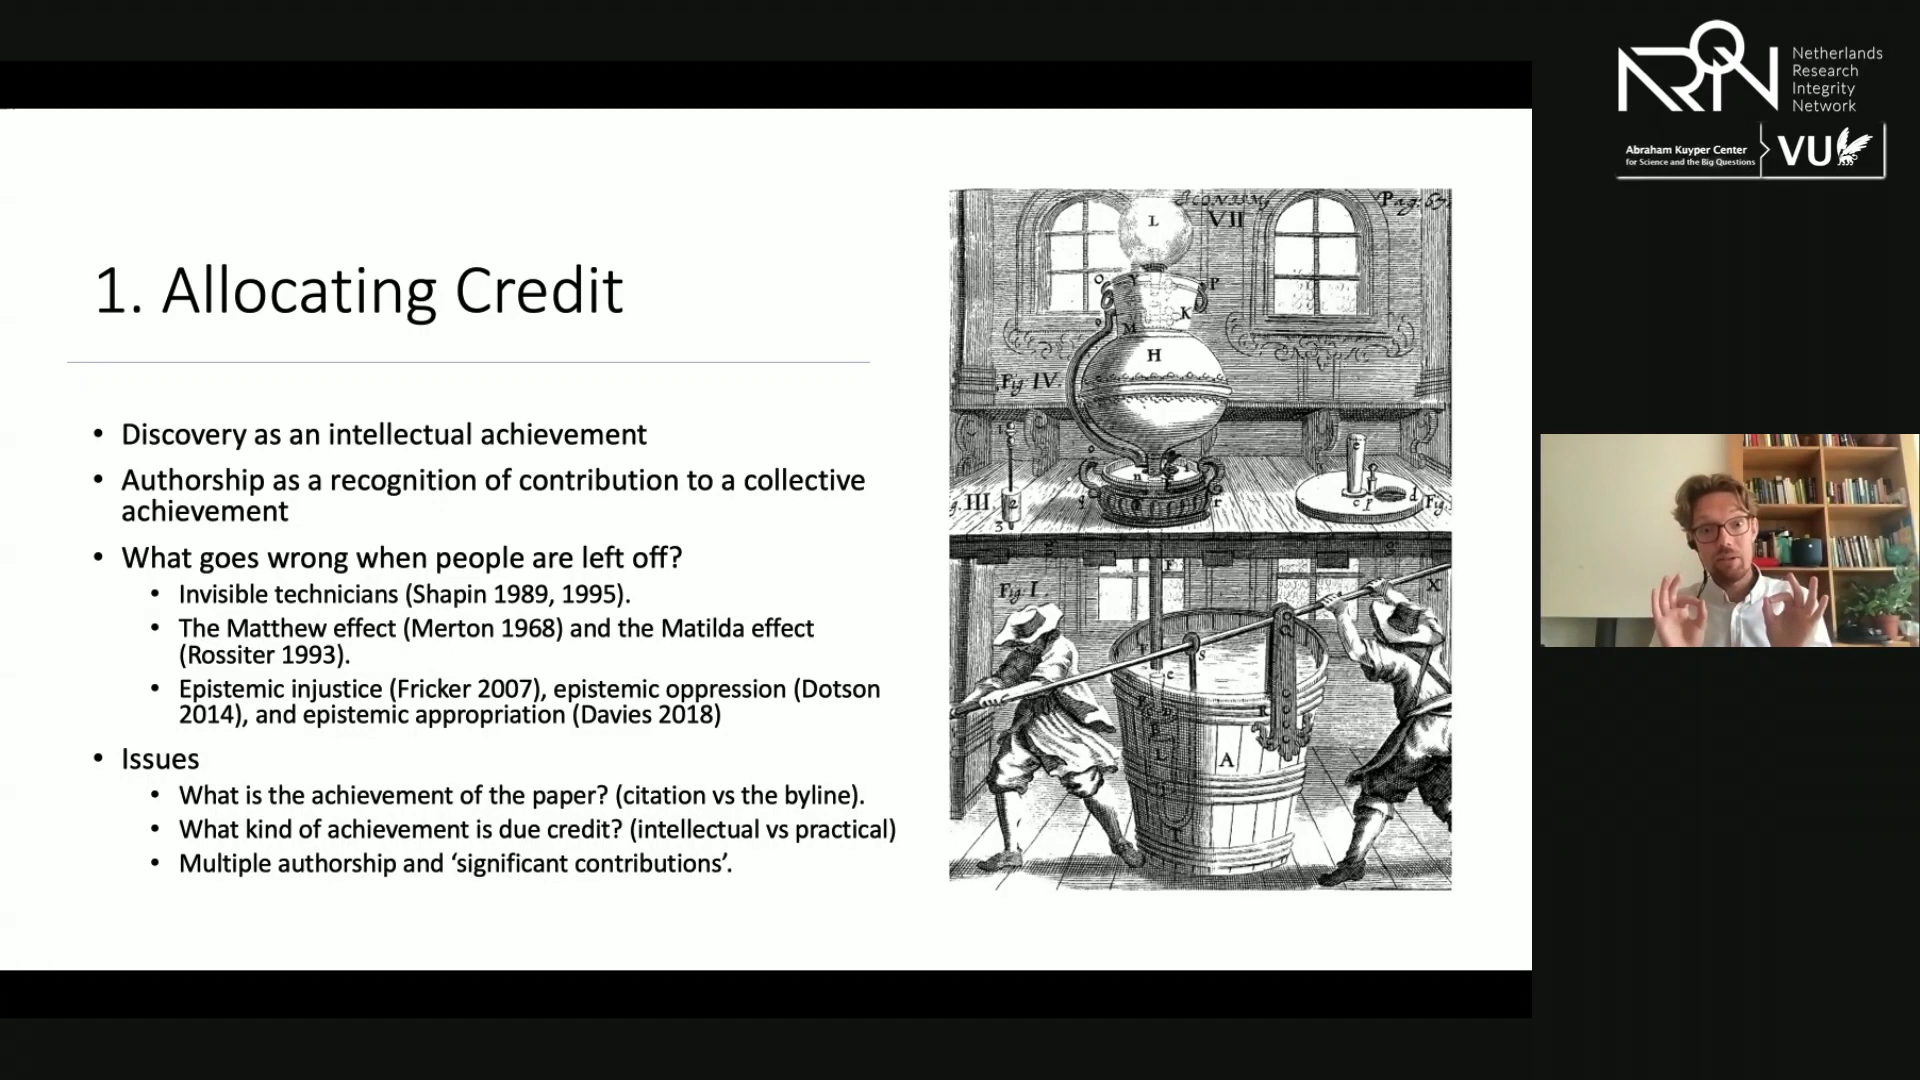 1. Allocating Credit
• Discovery as an intellectual achievement
• Authorship as a recognition of contribution to a collective
achievement
• What goes wrong when people are left off?
• Invisible technicians (Shapin 1989, 1995).
• The Matthew effect (Merton 1968) and the Matilda effect
(Rossiter 1993).
• Epistemic injustice (Fricker 2007), epistemic oppression (Dotson
2014), and epistemic appropriation (Davies 2018)
• Issues
• What is the achievement of the paper? (citation vs the byline).
• What kind of achievement is due credit? (intellectual vs practical)
• Multiple authorship and ‘significant contributions’.
VII
L
O
P
K
M
H
Fig IV.
III
Fig I
F
X
S
R
A
NRIN
Netherlands
Research
Integrity
Network
Abraham Kuyper Center
for Science and the Big Questions
VU